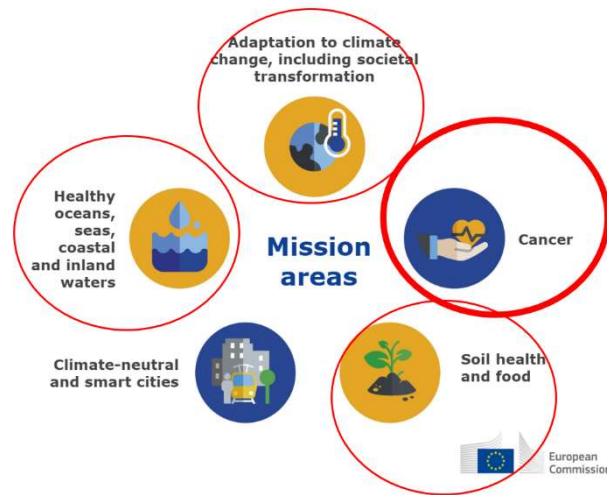 Adaptation to climate
change, including societal
transformation
Healthy
oceans,
seas,
coastal
and inland
waters
Mission
areas
Cancer
Climate-neutral
and smart cities
Soil health
and food
European
Commission